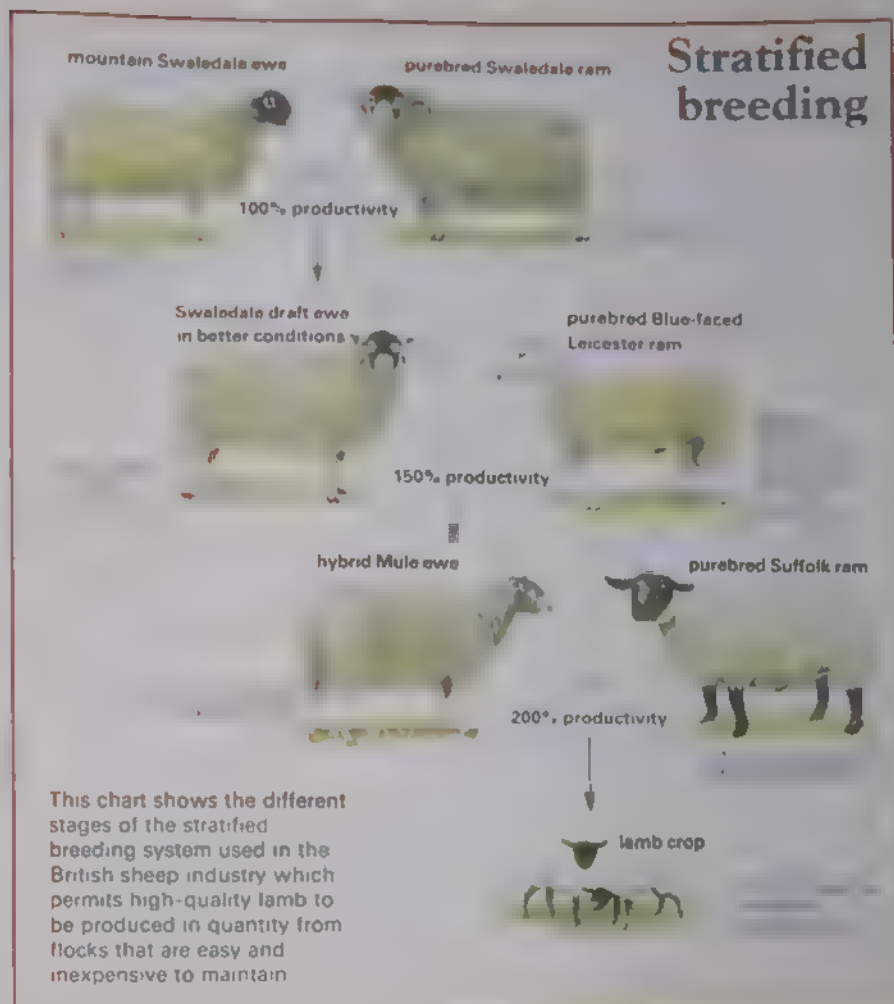 Stratified
breeding
mountain Swaledale ewe
purebred Swaledale ram
100% productivity
Swaledale draft ewe
in better conditions
purebred Blue-faced
Leicester ram
150% productivity
hybrid Mule ewe
purebred Suffolk ram
200% productivity
lamb crop
This chart shows the different
stages of the stratified
breeding system used in the
British sheep industry which
permits high-quality lamb to
be produced in quantity from
flocks that are easy and
inexpensive to maintain